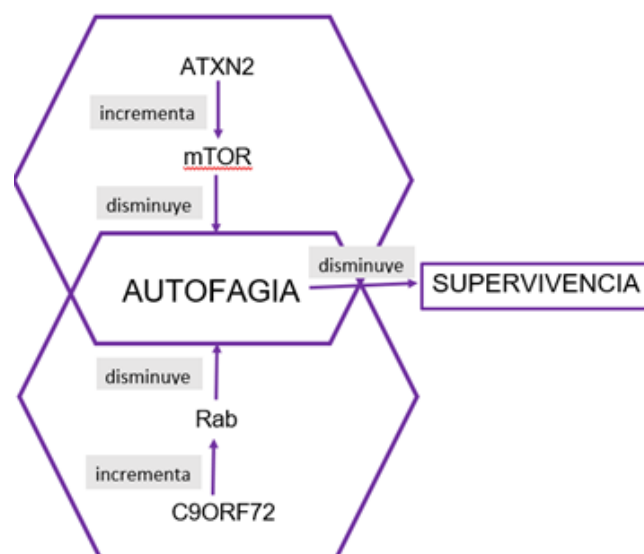 ATXN2
incrementa
mTOR
disminuye
AUTOFAGIA
disminuye
SUPERVIVENCIA
disminuye
Rab
incrementa
C9ORF72